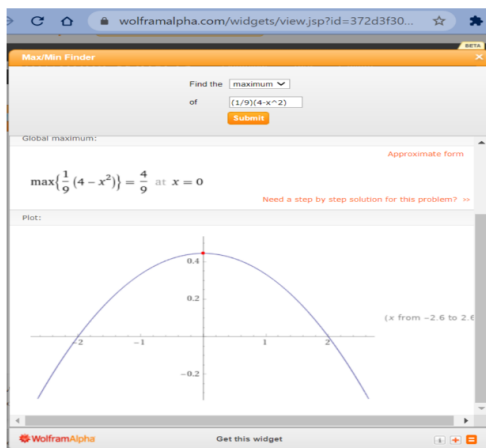 wolframalpha.com/widgets/view.jsp?id=372d3f30...
BETA
Max/Min Finder
Find the maximum
of (1/9)(4-x^2)
Submit
Global maximum:
Approximate form
max{1/9 (4 − x²)} = 4/9 at x = 0
Need a step by step solution for this problem? >>
Plot:
0.4
0.2
(x from −2.6 to 2.6
-2 −1 1 2
−0.2
WolframAlpha Get this widget